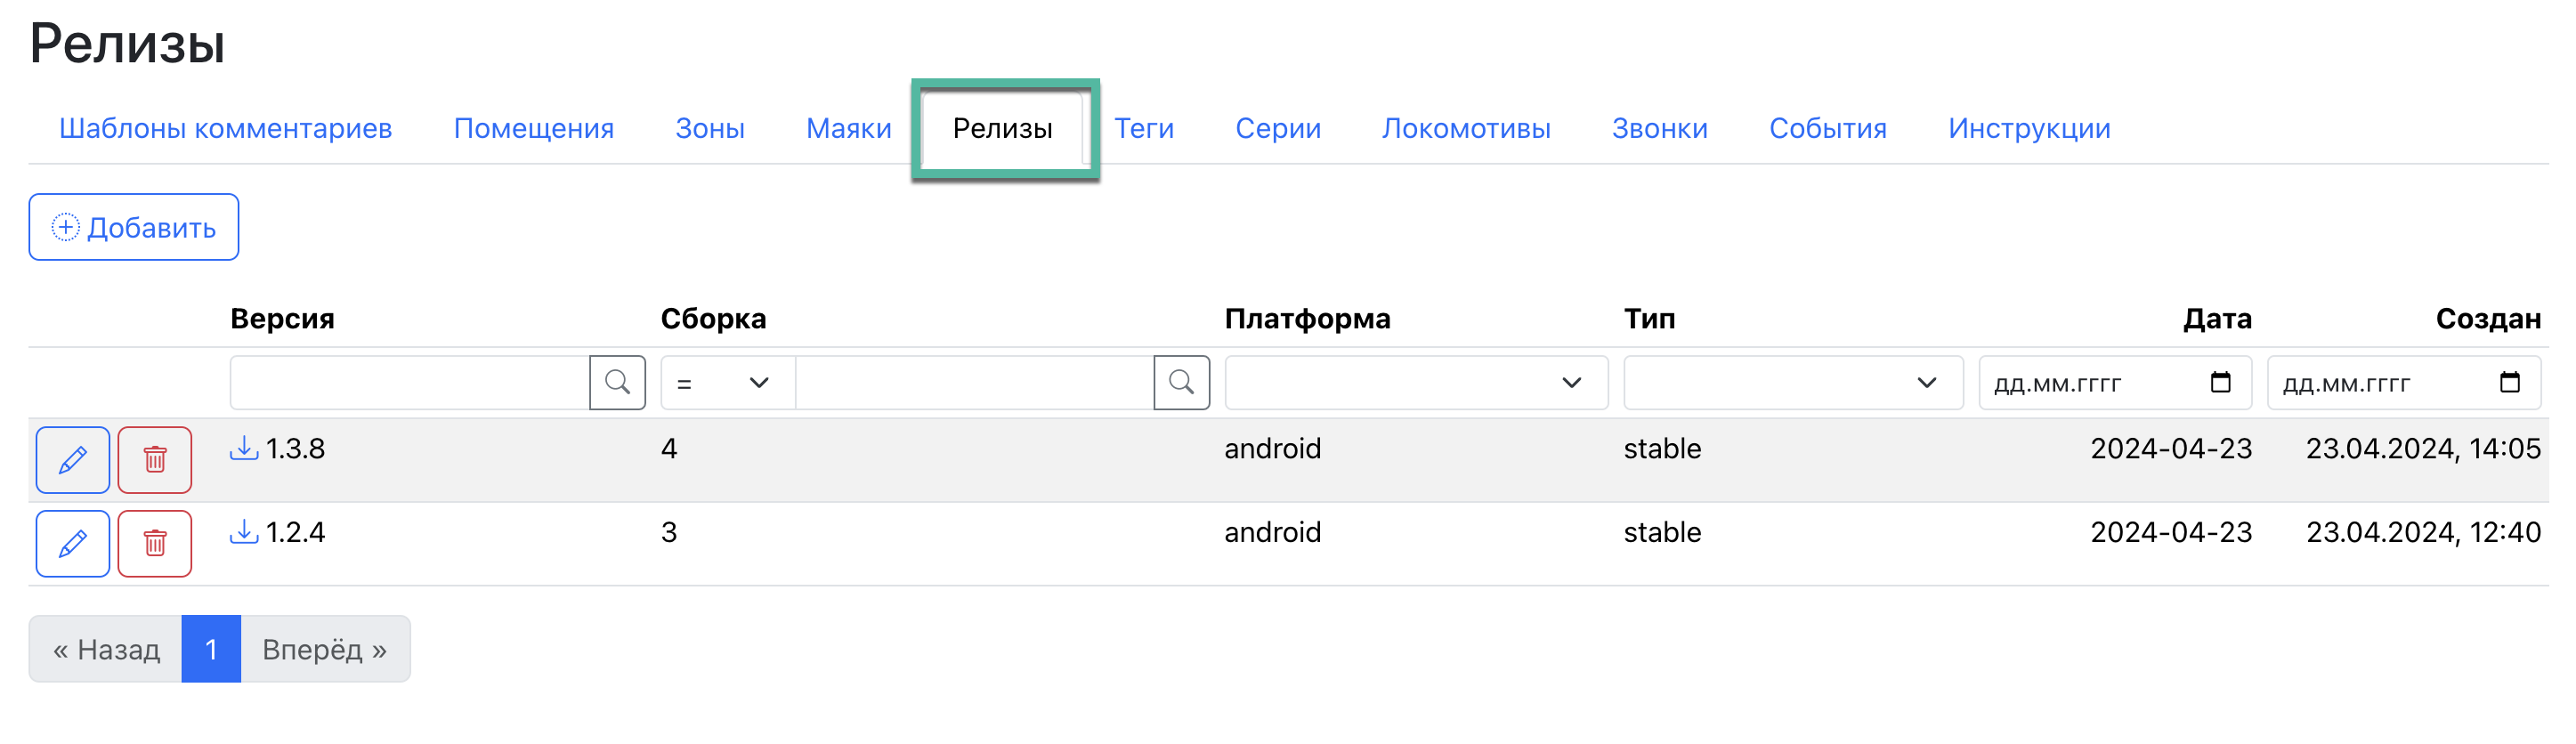 Релизы
Шаблоны комментариев Помещения Зоны Маяки Релизы Теги Серии Локомотивы Звонки События Инструкции
Добавить
Версия Сборка Платформа Тип Дата Создан
= дд.мм.гггг дд.мм.гггг
1.3.8 4 android stable 2024-04-23 23.04.2024, 14:05
1.2.4 3 android stable 2024-04-23 23.04.2024, 12:40
« Назад 1 Вперёд »